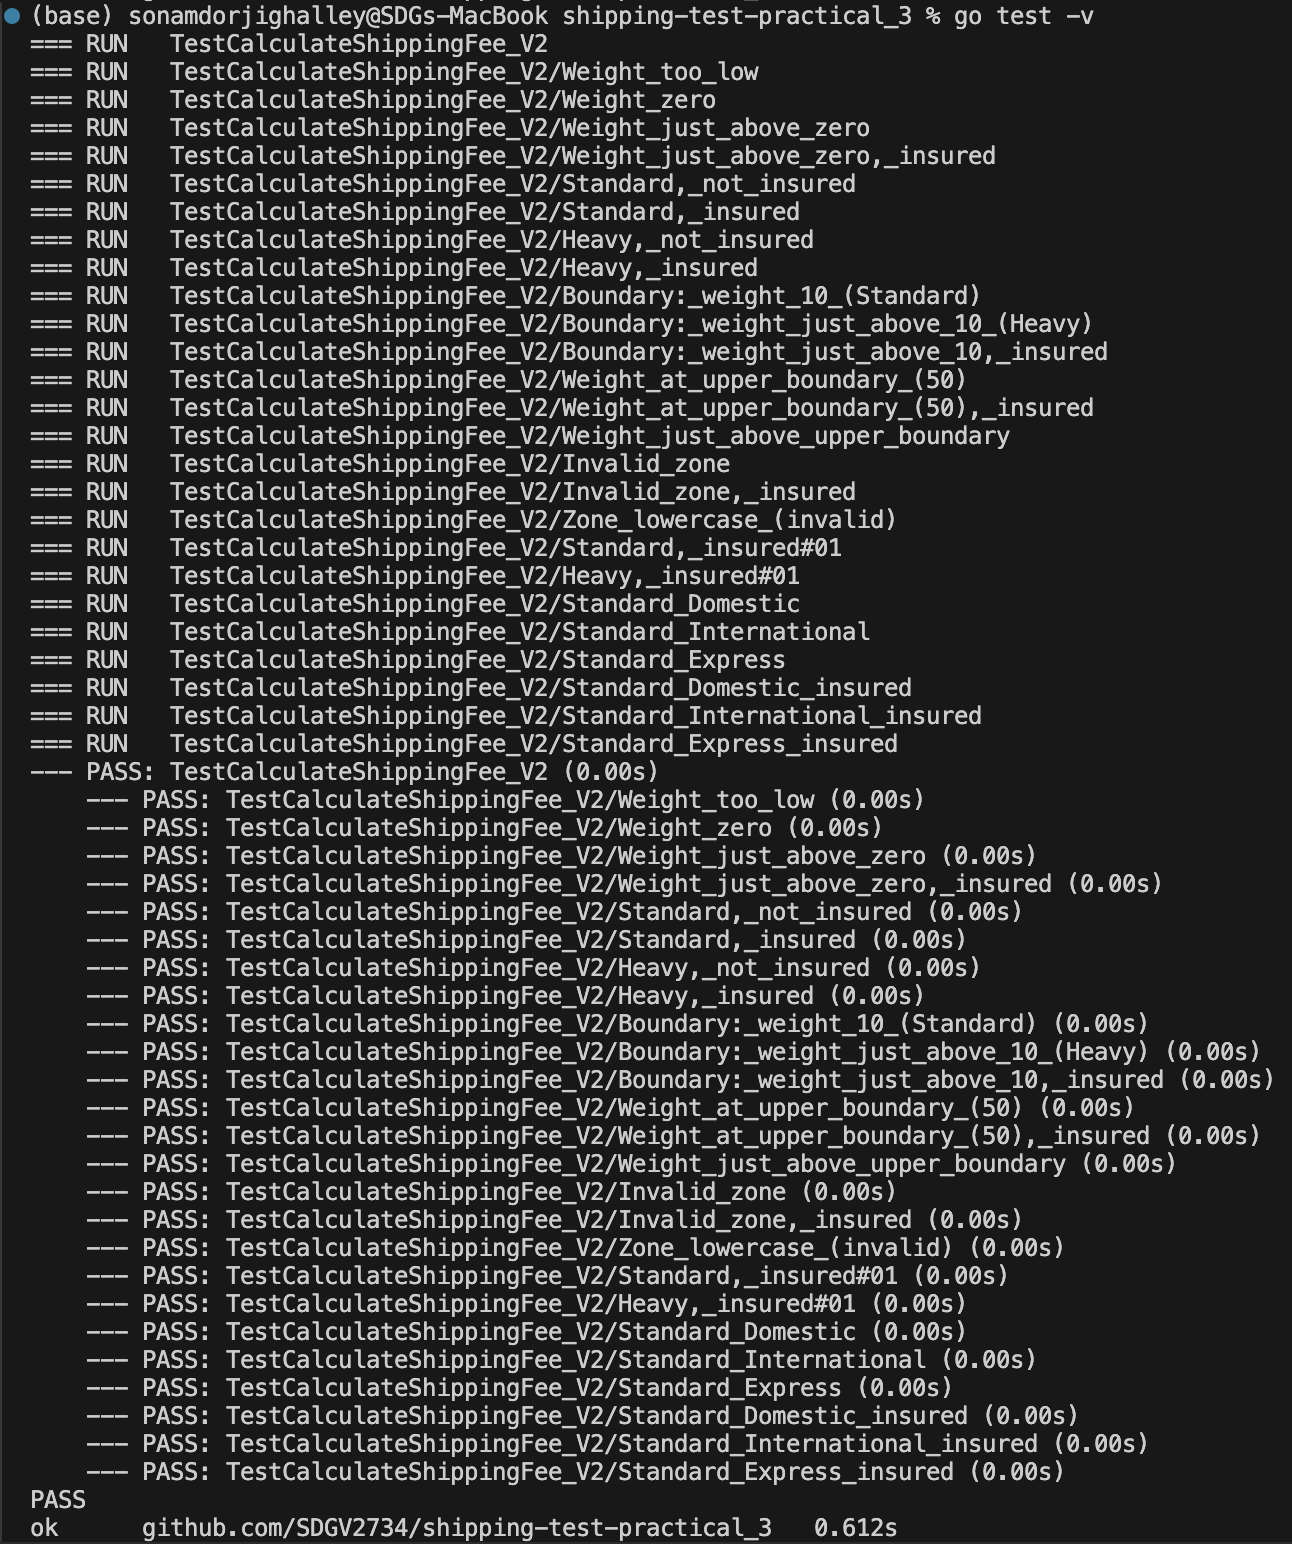 (base) sonamdorjighalley@SDGs-MacBook shipping-test-practical_3 % go test -v
=== RUN   TestCalculateShippingFee_V2
=== RUN   TestCalculateShippingFee_V2/Weight_too_low
=== RUN   TestCalculateShippingFee_V2/Weight_zero
=== RUN   TestCalculateShippingFee_V2/Weight_just_above_zero
=== RUN   TestCalculateShippingFee_V2/Weight_just_above_zero,_insured
=== RUN   TestCalculateShippingFee_V2/Standard,_not_insured
=== RUN   TestCalculateShippingFee_V2/Standard,_insured
=== RUN   TestCalculateShippingFee_V2/Heavy,_not_insured
=== RUN   TestCalculateShippingFee_V2/Heavy,_insured
=== RUN   TestCalculateShippingFee_V2/Boundary:_weight_10_(Standard)
=== RUN   TestCalculateShippingFee_V2/Boundary:_weight_just_above_10_(Heavy)
=== RUN   TestCalculateShippingFee_V2/Boundary:_weight_just_above_10,_insured
=== RUN   TestCalculateShippingFee_V2/Weight_at_upper_boundary_(50)
=== RUN   TestCalculateShippingFee_V2/Weight_at_upper_boundary_(50),_insured
=== RUN   TestCalculateShippingFee_V2/Weight_just_above_upper_boundary
=== RUN   TestCalculateShippingFee_V2/Invalid_zone
=== RUN   TestCalculateShippingFee_V2/Invalid_zone,_insured
=== RUN   TestCalculateShippingFee_V2/Zone_lowercase_(invalid)
=== RUN   TestCalculateShippingFee_V2/Standard,_insured#01
=== RUN   TestCalculateShippingFee_V2/Heavy,_insured#01
=== RUN   TestCalculateShippingFee_V2/Standard_Domestic
=== RUN   TestCalculateShippingFee_V2/Standard_International
=== RUN   TestCalculateShippingFee_V2/Standard_Express
=== RUN   TestCalculateShippingFee_V2/Standard_Domestic_insured
=== RUN   TestCalculateShippingFee_V2/Standard_International_insured
=== RUN   TestCalculateShippingFee_V2/Standard_Express_insured
--- PASS: TestCalculateShippingFee_V2 (0.00s)
    --- PASS: TestCalculateShippingFee_V2/Weight_too_low (0.00s)
    --- PASS: TestCalculateShippingFee_V2/Weight_zero (0.00s)
    --- PASS: TestCalculateShippingFee_V2/Weight_just_above_zero (0.00s)
    --- PASS: TestCalculateShippingFee_V2/Weight_just_above_zero,_insured (0.00s)
    --- PASS: TestCalculateShippingFee_V2/Standard,_not_insured (0.00s)
    --- PASS: TestCalculateShippingFee_V2/Standard,_insured (0.00s)
    --- PASS: TestCalculateShippingFee_V2/Heavy,_not_insured (0.00s)
    --- PASS: TestCalculateShippingFee_V2/Heavy,_insured (0.00s)
    --- PASS: TestCalculateShippingFee_V2/Boundary:_weight_10_(Standard) (0.00s)
    --- PASS: TestCalculateShippingFee_V2/Boundary:_weight_just_above_10_(Heavy) (0.00s)
    --- PASS: TestCalculateShippingFee_V2/Boundary:_weight_just_above_10,_insured (0.00s)
    --- PASS: TestCalculateShippingFee_V2/Weight_at_upper_boundary_(50) (0.00s)
    --- PASS: TestCalculateShippingFee_V2/Weight_at_upper_boundary_(50),_insured (0.00s)
    --- PASS: TestCalculateShippingFee_V2/Weight_just_above_upper_boundary (0.00s)
    --- PASS: TestCalculateShippingFee_V2/Invalid_zone (0.00s)
    --- PASS: TestCalculateShippingFee_V2/Invalid_zone,_insured (0.00s)
    --- PASS: TestCalculateShippingFee_V2/Zone_lowercase_(invalid) (0.00s)
    --- PASS: TestCalculateShippingFee_V2/Standard,_insured#01 (0.00s)
    --- PASS: TestCalculateShippingFee_V2/Heavy,_insured#01 (0.00s)
    --- PASS: TestCalculateShippingFee_V2/Standard_Domestic (0.00s)
    --- PASS: TestCalculateShippingFee_V2/Standard_International (0.00s)
    --- PASS: TestCalculateShippingFee_V2/Standard_Express (0.00s)
    --- PASS: TestCalculateShippingFee_V2/Standard_Domestic_insured (0.00s)
    --- PASS: TestCalculateShippingFee_V2/Standard_International_insured (0.00s)
    --- PASS: TestCalculateShippingFee_V2/Standard_Express_insured (0.00s)
PASS
ok      github.com/SDGV2734/shipping-test-practical_3   0.612s